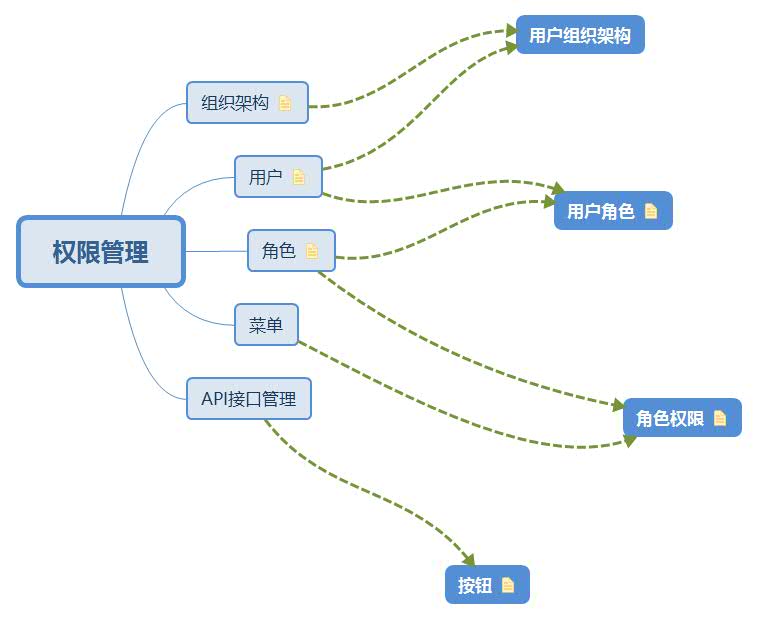 用户组织架构
组织架构
用户
用户角色
角色
权限管理
菜单
API接口管理
角色权限
按钮